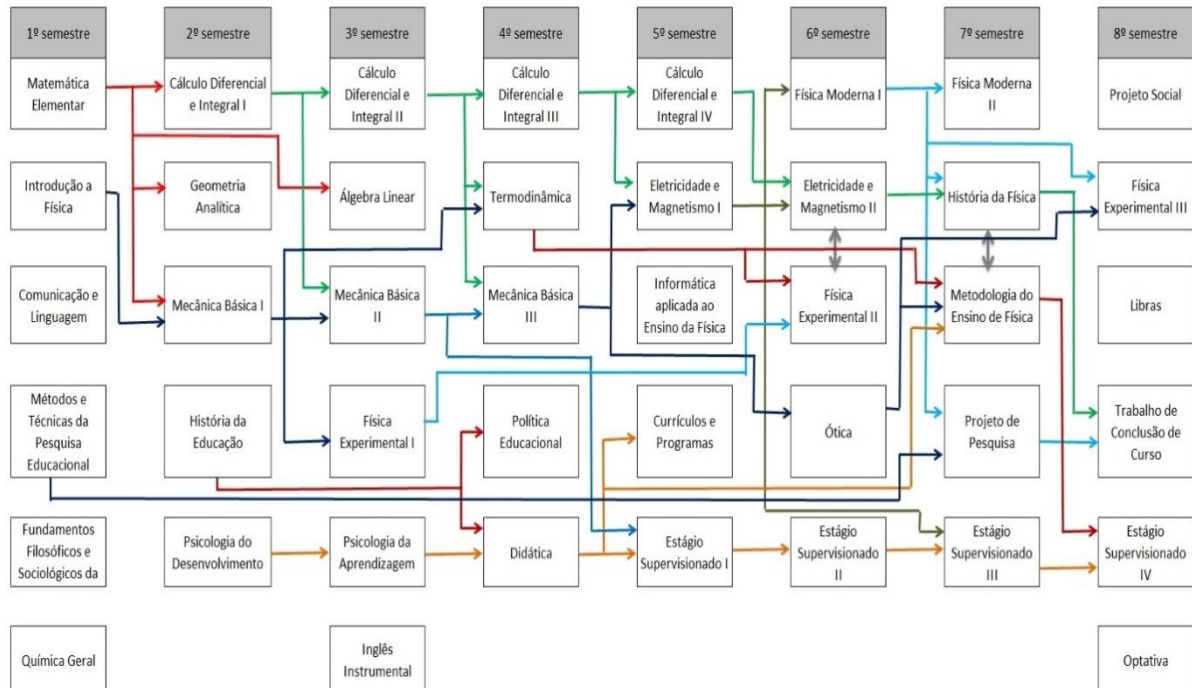 1º semestre
2º semestre
3º semestre
4º semestre
5º semestre
6º semestre
7º semestre
8º semestre
Matemática
Elementar
Cálculo Diferencial
e Integral I
Cálculo
Diferencial e
Integral II
Cálculo
Diferencial e
Integral III
Cálculo
Diferencial e
Integral IV
Física Moderna I
Física Moderna
II
Projeto Social
Introdução a
Física
Geometria
Analítica
Álgebra Linear
Termodinâmica
Eletricidade e
Magnetismo I
Eletricidade e
Magnetismo II
História da Física
Física
Experimental III
Comunicação e
Linguagem
Mecânica Básica I
Mecânica Básica
II
Mecânica Básica
III
Informática
aplicada ao
Ensino da Física
Física
Experimental II
Metodologia do
Ensino de Física
Libras
Métodos e
Técnicas da
Pesquisa
Educacional
História da
Educação
Física
Experimental I
Política
Educacional
Currículos e
Programas
Ótica
Projeto de
Pesquisa
Trabalho de
Conclusão de
Curso
Fundamentos
Filosóficos e
Sociológicos da
Psicologia do
Desenvolvimento
Psicologia da
Aprendizagem
Didática
Estágio
Supervisionado I
Estágio
Supervisionado
II
Estágio
Supervisionado
III
Estágio
Supervisionado
IV
Química Geral
Inglês
Instrumental
Optativa